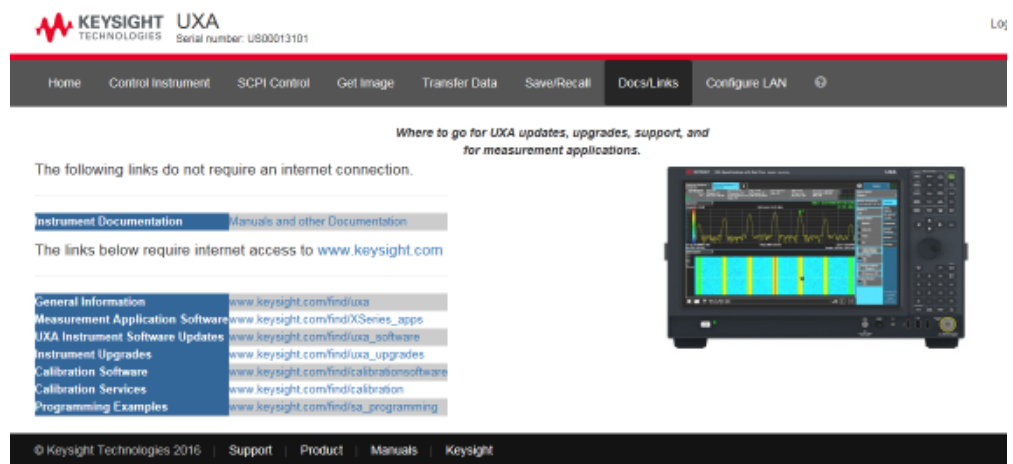 KEYSIGHT UXA
TECHNOLOGIES Serial number: US00013101
Home Control Instrument SCPI Control Get Image Transfer Data Save/Recall Docs/Links Configure LAN
Where to go for UXA updates, upgrades, support, and
for measurement applications.
The following links do not require an internet connection.
Instrument Documentation Manuals and other Documentation
The links below require internet access to www.keysight.com
General Information www.keysight.com/find/uxa
Measurement Application Software www.keysight.com/find/XSeries_apps
UXA Instrument Software Updates www.keysight.com/find/uxa_software
Instrument Upgrades www.keysight.com/find/uxa_upgrades
Calibration Software www.keysight.com/find/calibrationsoftware
Calibration Services www.keysight.com/find/calibration
Programming Examples www.keysight.com/find/sa_programming
© Keysight Technologies 2016 | Support | Product | Manuals | Keysight